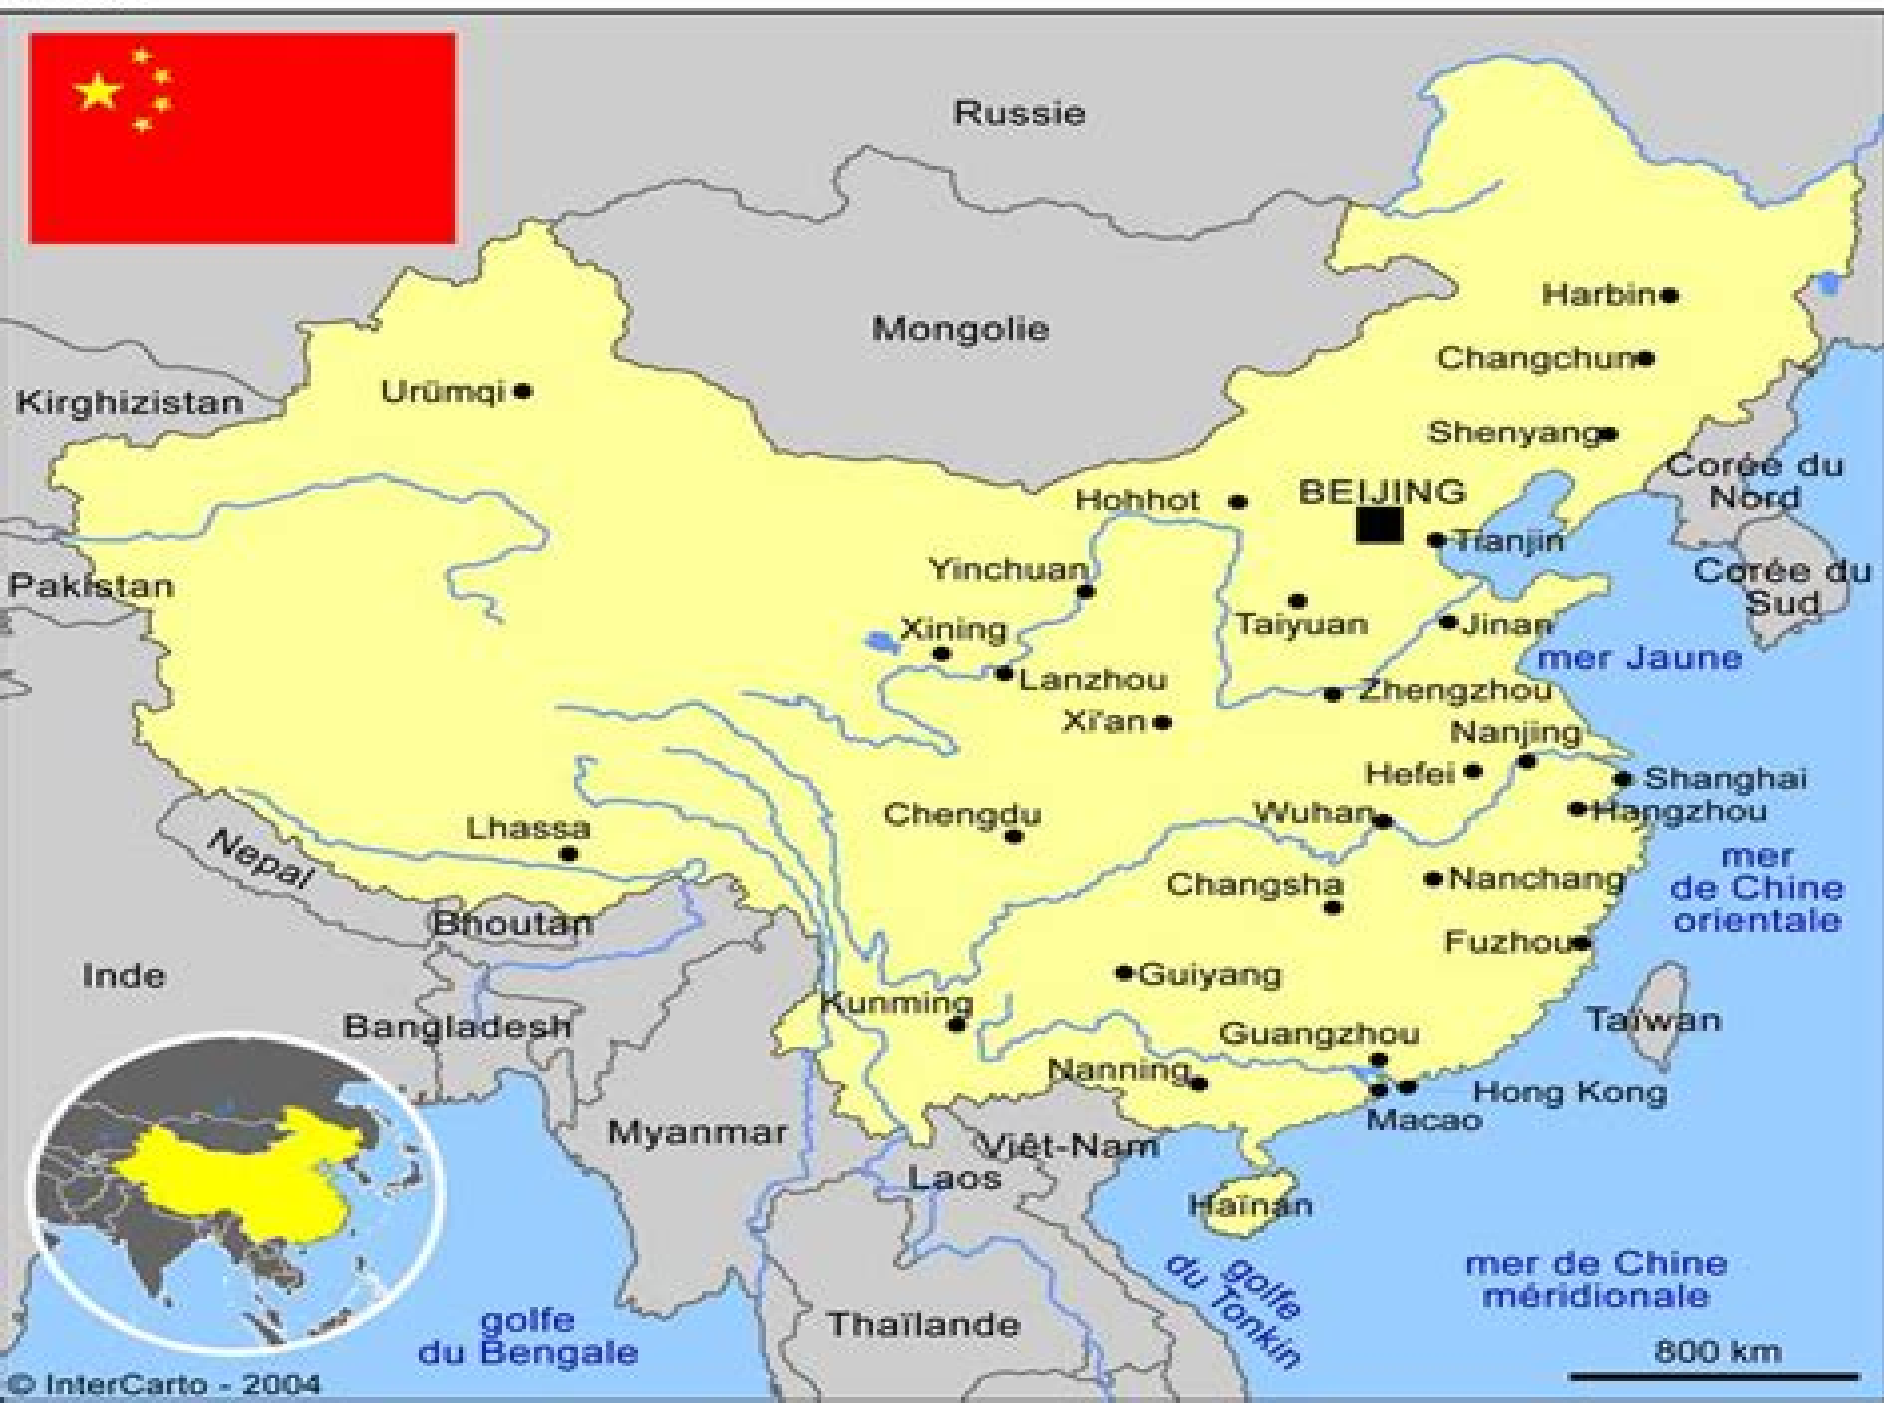 Russie
Mongolie
Harbin
Changchun
Urümqi
Kirghizistan
Shenyang
Corée du
Nord
BEIJING
Hohhot
Tianjin
Yinchuan
Pakistan
Corée du
Sud
Taiyuan
Jinan
Xining
mer Jaune
Lanzhou
Zhengzhou
Xi'an
Nanjing
Hefei
Shanghai
Wuhan
Hangzhou
Chengdu
Lhassa
Nepal
mer
de Chine
orientale
Changsha
Nanchang
Bhoutan
Fuzhou
Inde
Guiyang
Kunming
Bangladesh
Taïwan
Guangzhou
Nanning
Hong Kong
Macao
Myanmar
Viêt-Nam
Laos
Haïnan
golfe
du Tonkin
mer de Chine
méridionale
golfe
du Bengale
Thaïlande
800 km
© InterCarto - 2004